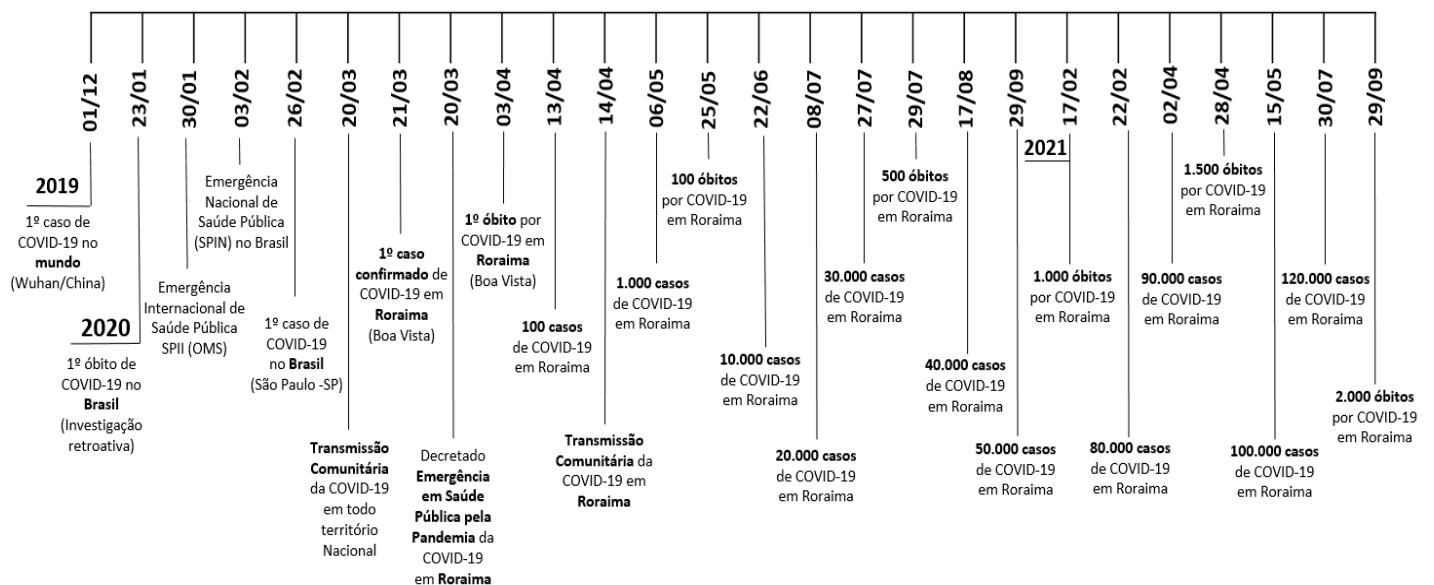 01/12
23/01
30/01
03/02
26/02
20/03
21/03
20/03
03/04
13/04
14/04
06/05
25/05
22/06
08/07
27/07
29/07
17/08
29/09
17/02
22/02
02/04
28/04
15/05
30/07
29/09
2019
1º caso de
COVID-19 no
mundo
(Wuhan/China)
2020
1º óbito de
COVID-19 no
Brasil
(Investigação
retroativa)
Emergência
Internacional de
Saúde Pública
SPII (OMS)
Emergência
Nacional de
Saúde Pública
(SPIN) no Brasil
1º caso de
COVID-19
no Brasil
(São Paulo -SP)
Transmissão
Comunitária
da COVID-19
em todo
território
Nacional
1º caso
confirmado de
COVID-19 em
Roraima
(Boa Vista)
Decretado
Emergência
em Saúde
Pública pela
Pandemia da
COVID-19
em Roraima
1º óbito por
COVID-19 em
Roraima
(Boa Vista)
100 casos
de COVID-19
em Roraima
Transmissão
Comunitária da
COVID-19 em
Roraima
1.000 casos
de COVID-19
em Roraima
100 óbitos
por COVID-19
em Roraima
10.000 casos
de COVID-19
em Roraima
20.000 casos
de COVID-19
em Roraima
30.000 casos
de COVID-19
em Roraima
500 óbitos
por COVID-19
em Roraima
40.000 casos
de COVID-19
em Roraima
50.000 casos
de COVID-19
em Roraima
2021
1.000 óbitos
por COVID-19
em Roraima
80.000 casos
de COVID-19
em Roraima
90.000 casos
de COVID-19
em Roraima
1.500 óbitos
por COVID-19
em Roraima
100.000 casos
de COVID-19
em Roraima
120.000 casos
de COVID-19
em Roraima
2.000 óbitos
por COVID-19
em Roraima